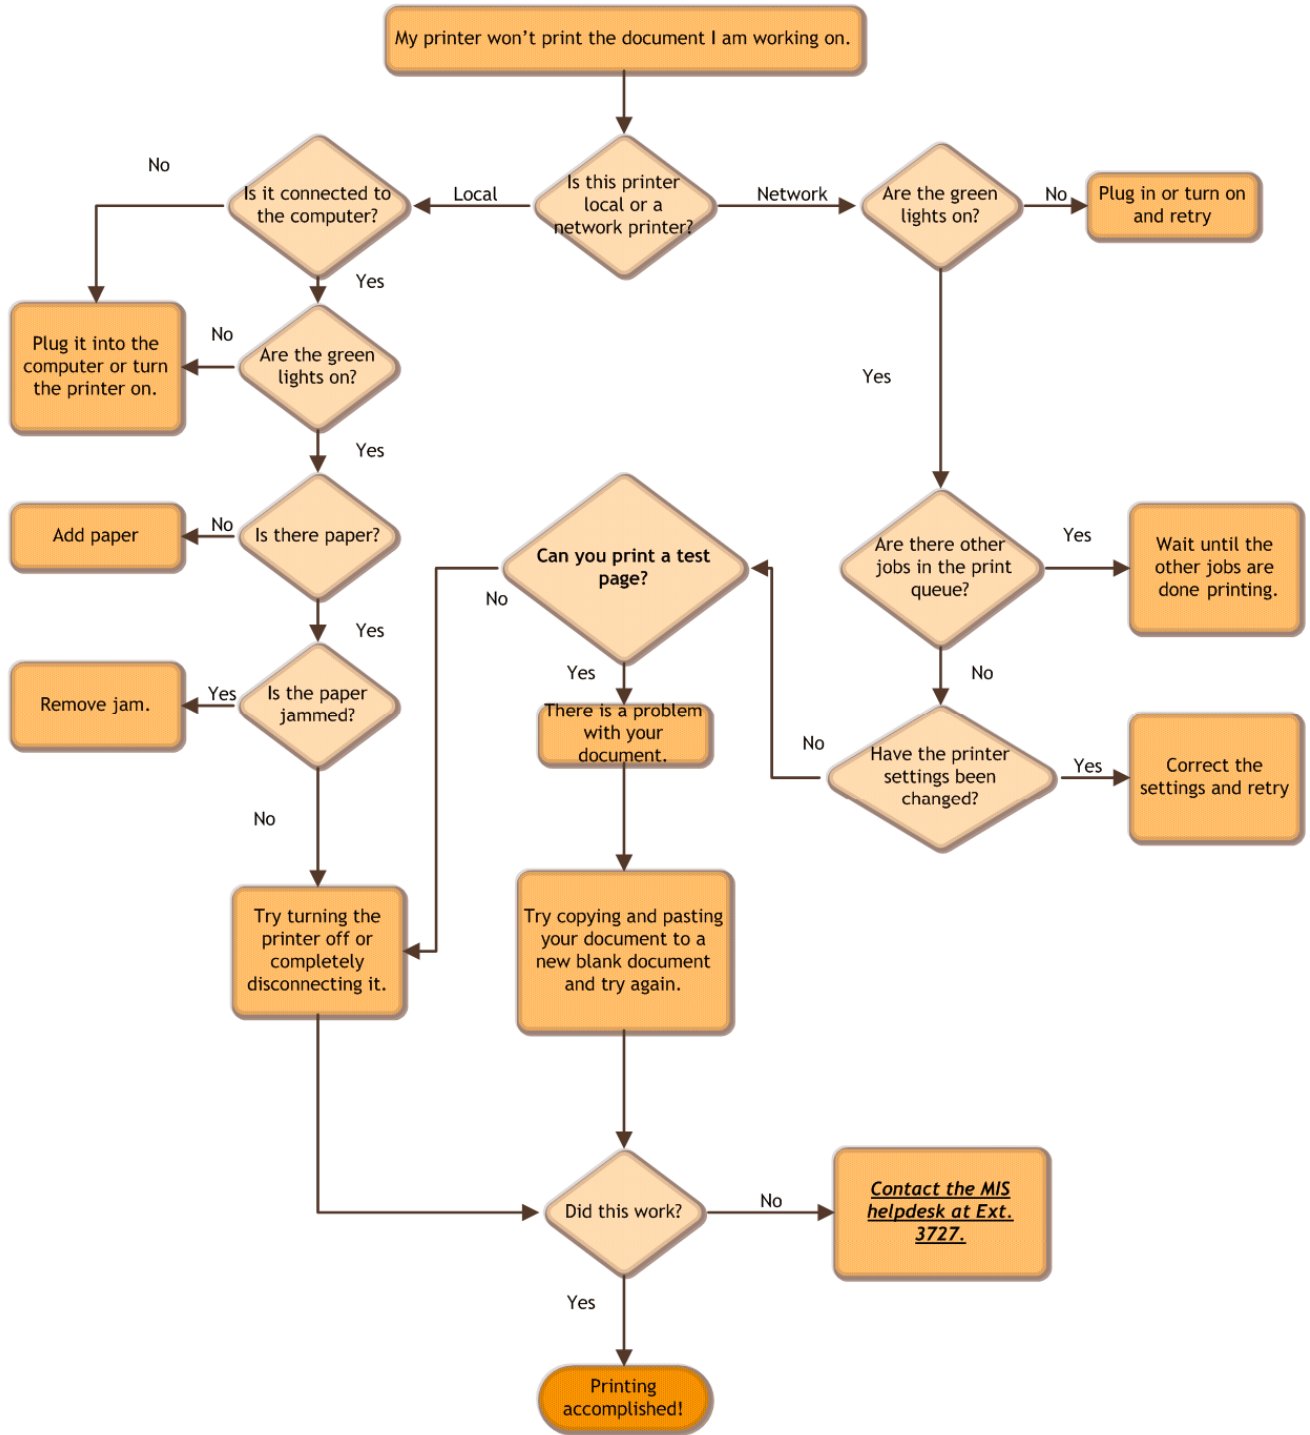 My printer won't print the document I am working on.
No
Is it connected to
the computer?
Local
Is this printer
local or a
network printer?
Network
Are the green
lights on?
No
Plug in or turn on
and retry
Yes
Plug it into the
computer or turn
the printer on.
No
Are the green
lights on?
Yes
Yes
Add paper
No
Is there paper?
Can you print a test
page?
No
Are there other
jobs in the print
queue?
Yes
Wait until the
other jobs are
done printing.
Yes
Remove jam.
Yes
Is the paper
jammed?
Yes
There is a problem
with your
document.
No
No
Have the printer
settings been
changed?
Yes
Correct the
settings and retry
No
Try turning the
printer off or
completely
disconnecting it.
Try copying and pasting
your document to a
new blank document
and try again.
Did this work?
No
Contact the MIS
helpdesk at Ext.
3727.
Yes
Printing
accomplished!